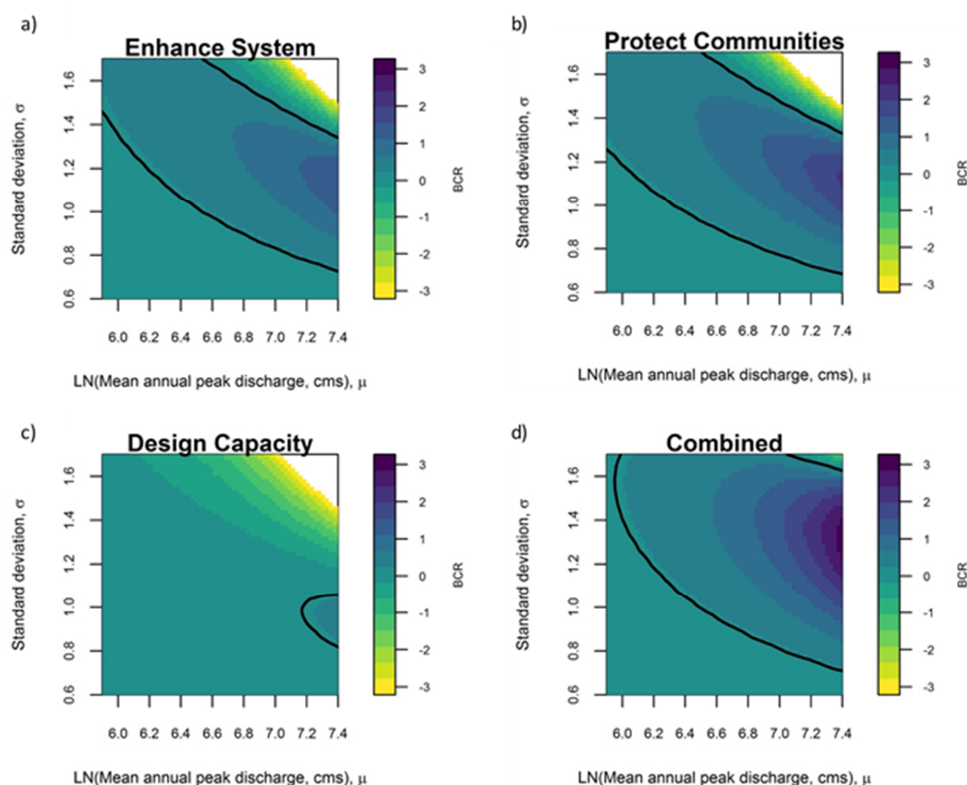 a)
Enhance System
Standard deviation, σ
1.6
1.4
1.2
1.0
0.8
0.6
6.0 6.2 6.4 6.6 6.8 7.0 7.2 7.4
LN(Mean annual peak discharge, cms), μ
3
2
1
0
-1
-2
-3
BCR
b)
Protect Communities
Standard deviation, σ
1.6
1.4
1.2
1.0
0.8
0.6
6.0 6.2 6.4 6.6 6.8 7.0 7.2 7.4
LN(Mean annual peak discharge, cms), μ
3
2
1
0
-1
-2
-3
BCR
c)
Design Capacity
Standard deviation, σ
1.6
1.4
1.2
1.0
0.8
0.6
6.0 6.2 6.4 6.6 6.8 7.0 7.2 7.4
LN(Mean annual peak discharge, cms), μ
3
2
1
0
-1
-2
-3
BCR
d)
Combined
Standard deviation, σ
1.6
1.4
1.2
1.0
0.8
0.6
6.0 6.2 6.4 6.6 6.8 7.0 7.2 7.4
LN(Mean annual peak discharge, cms), μ
3
2
1
0
-1
-2
-3
BCR